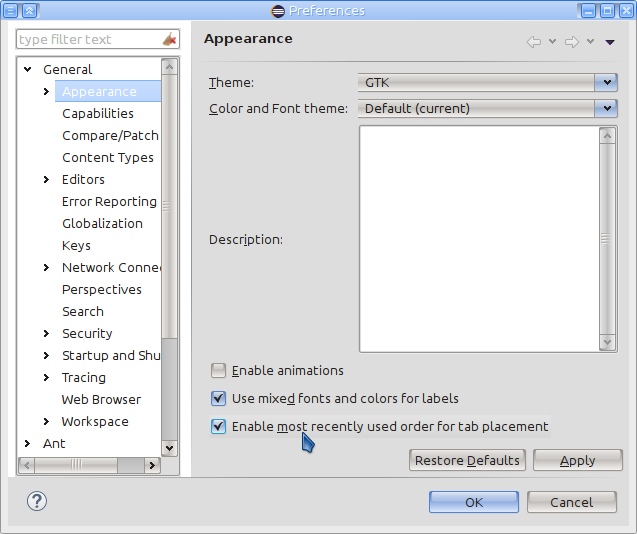 Preferences
type filter text
General
Appearance
Capabilities
Compare/Patch
Content Types
Editors
Error Reporting
Globalization
Keys
Network Conne
Perspectives
Search
Security
Startup and Shu
Tracing
Web Browser
Workspace
Ant
Appearance
Theme: GTK
Color and Font theme: Default (current)
Description:
Enable animations
Use mixed fonts and colors for labels
Enable most recently used order for tab placement
Restore Defaults Apply
? OK Cancel